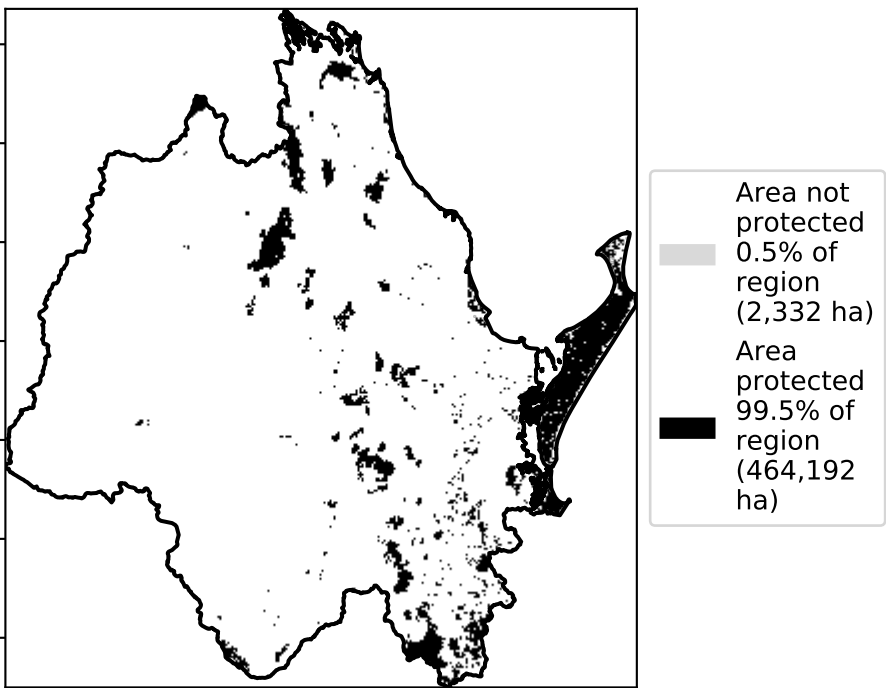 Area not
protected
0.5% of
region
(2,332 ha)
Area
protected
99.5% of
region
(464,192
ha)